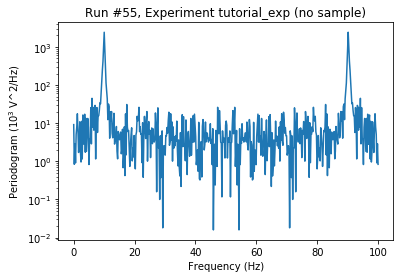 Run #55, Experiment tutorial_exp (no sample)
Periodogram (10³ V^2/Hz)
10³
10²
10¹
10⁰
10⁻¹
10⁻²
0 20 40 60 80 100
Frequency (Hz)